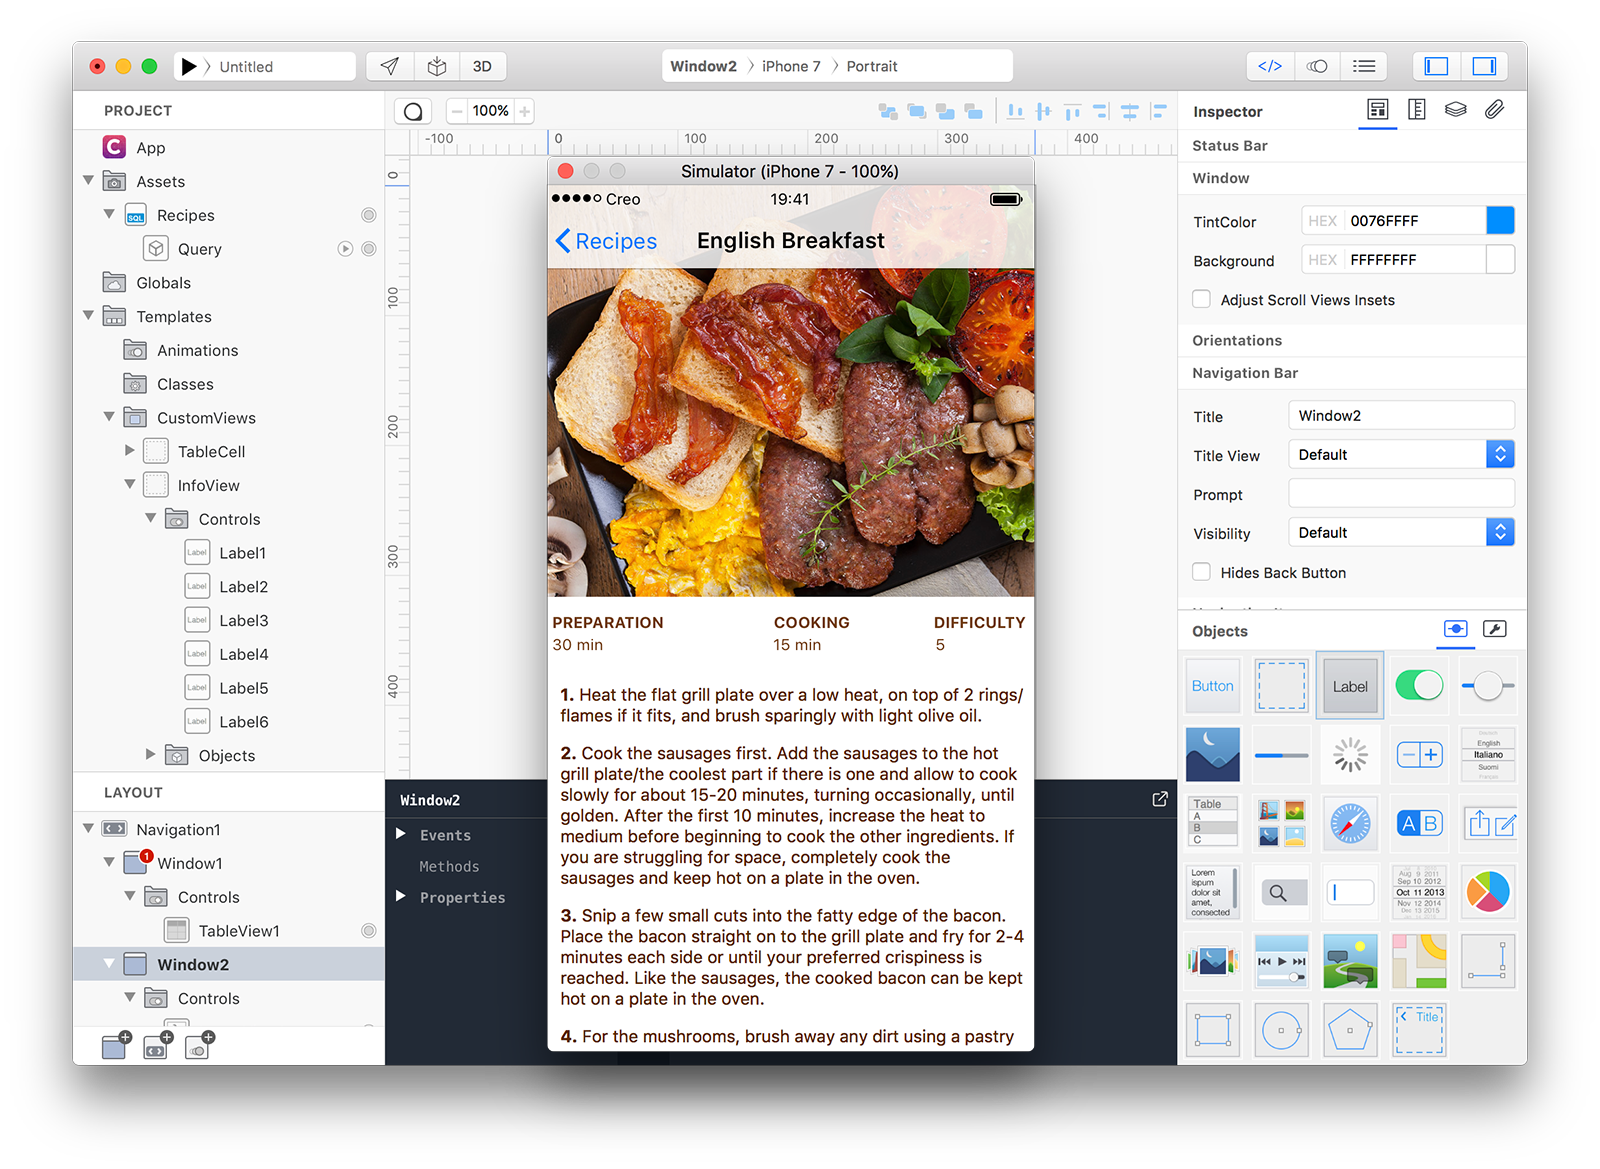 Untitled
3D
Window2 iPhone 7 Portrait
</>
PROJECT
App
Assets
SQL
Recipes
Query
Globals
Templates
Animations
Classes
CustomViews
TableCell
InfoView
Controls
Label Label1
Label Label2
Label Label3
Label Label4
Label Label5
Label Label6
Objects
LAYOUT
Navigation1
1
Window1
Controls
TableView1
Window2
Controls
100%
-100 0 100 200 300 400
0
100
200
300
400
Simulator (iPhone 7 - 100%)
Creo 19:41
Recipes English Breakfast
PREPARATION COOKING DIFFICULTY
30 min 15 min 5
1. Heat the flat grill plate over a low heat, on top of 2 rings/
flames if it fits, and brush sparingly with light olive oil.
2. Cook the sausages first. Add the sausages to the hot
grill plate/the coolest part if there is one and allow to cook
slowly for about 15-20 minutes, turning occasionally, until
golden. After the first 10 minutes, increase the heat to
medium before beginning to cook the other ingredients. If
you are struggling for space, completely cook the
sausages and keep hot on a plate in the oven.
3. Snip a few small cuts into the fatty edge of the bacon.
Place the bacon straight on to the grill plate and fry for 2-4
minutes each side or until your preferred crispiness is
reached. Like the sausages, the cooked bacon can be kept
hot on a plate in the oven.
4. For the mushrooms, brush away any dirt using a pastry
Window2
Events
Methods
Properties
Inspector
Status Bar
Window
TintColor HEX 0076FFFF
Background HEX FFFFFFFF
Adjust Scroll Views Insets
Orientations
Navigation Bar
Title Window2
Title View Default
Prompt
Visibility Default
Hides Back Button
Objects
Button
Label
English
Italiano
Suomi
Table
A
B
C
A B
Lorem
ipsum
dolor sit
amet,
consected
Aug 9 2011
Sep 10 2012
Oct 11 2013
Nov 12 2014
Dec 13 2015
Title